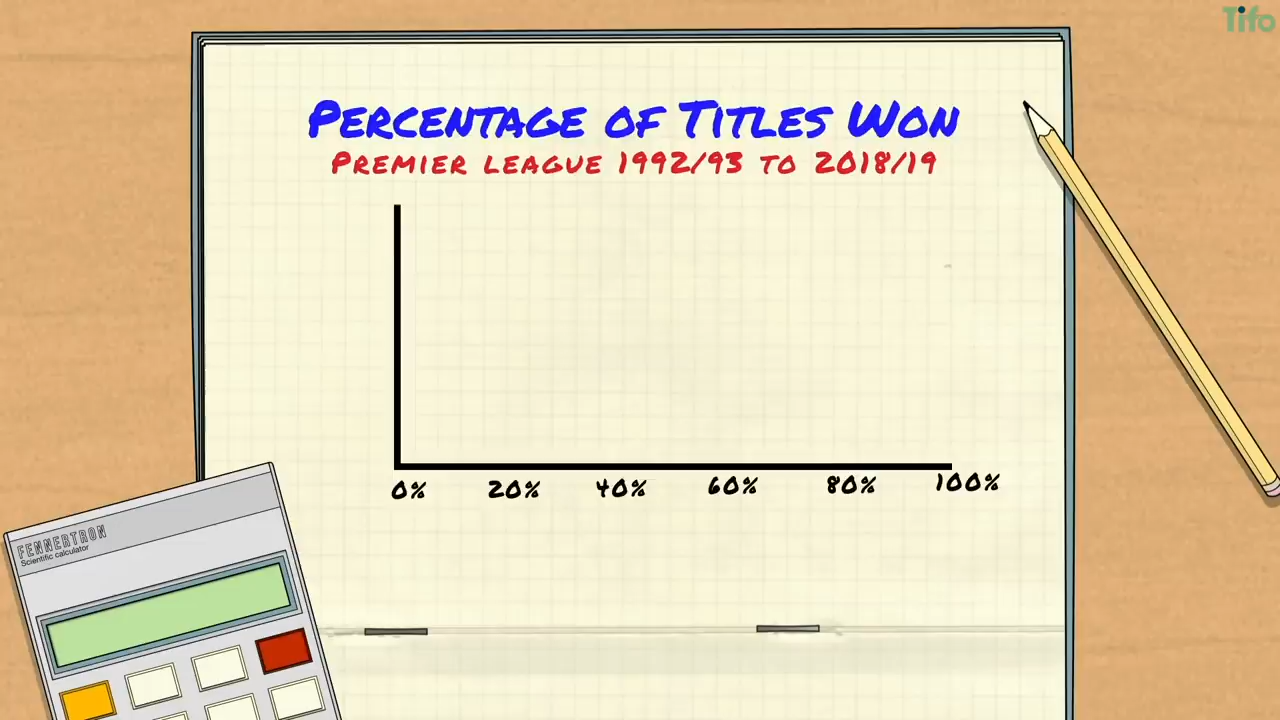 Tifo
PERCENTAGE OF TITLES WON
PREMIER LEAGUE 1992/93 TO 2018/19
0% 20% 40% 60% 80% 100%
FENNERTRON
Scientific calculator